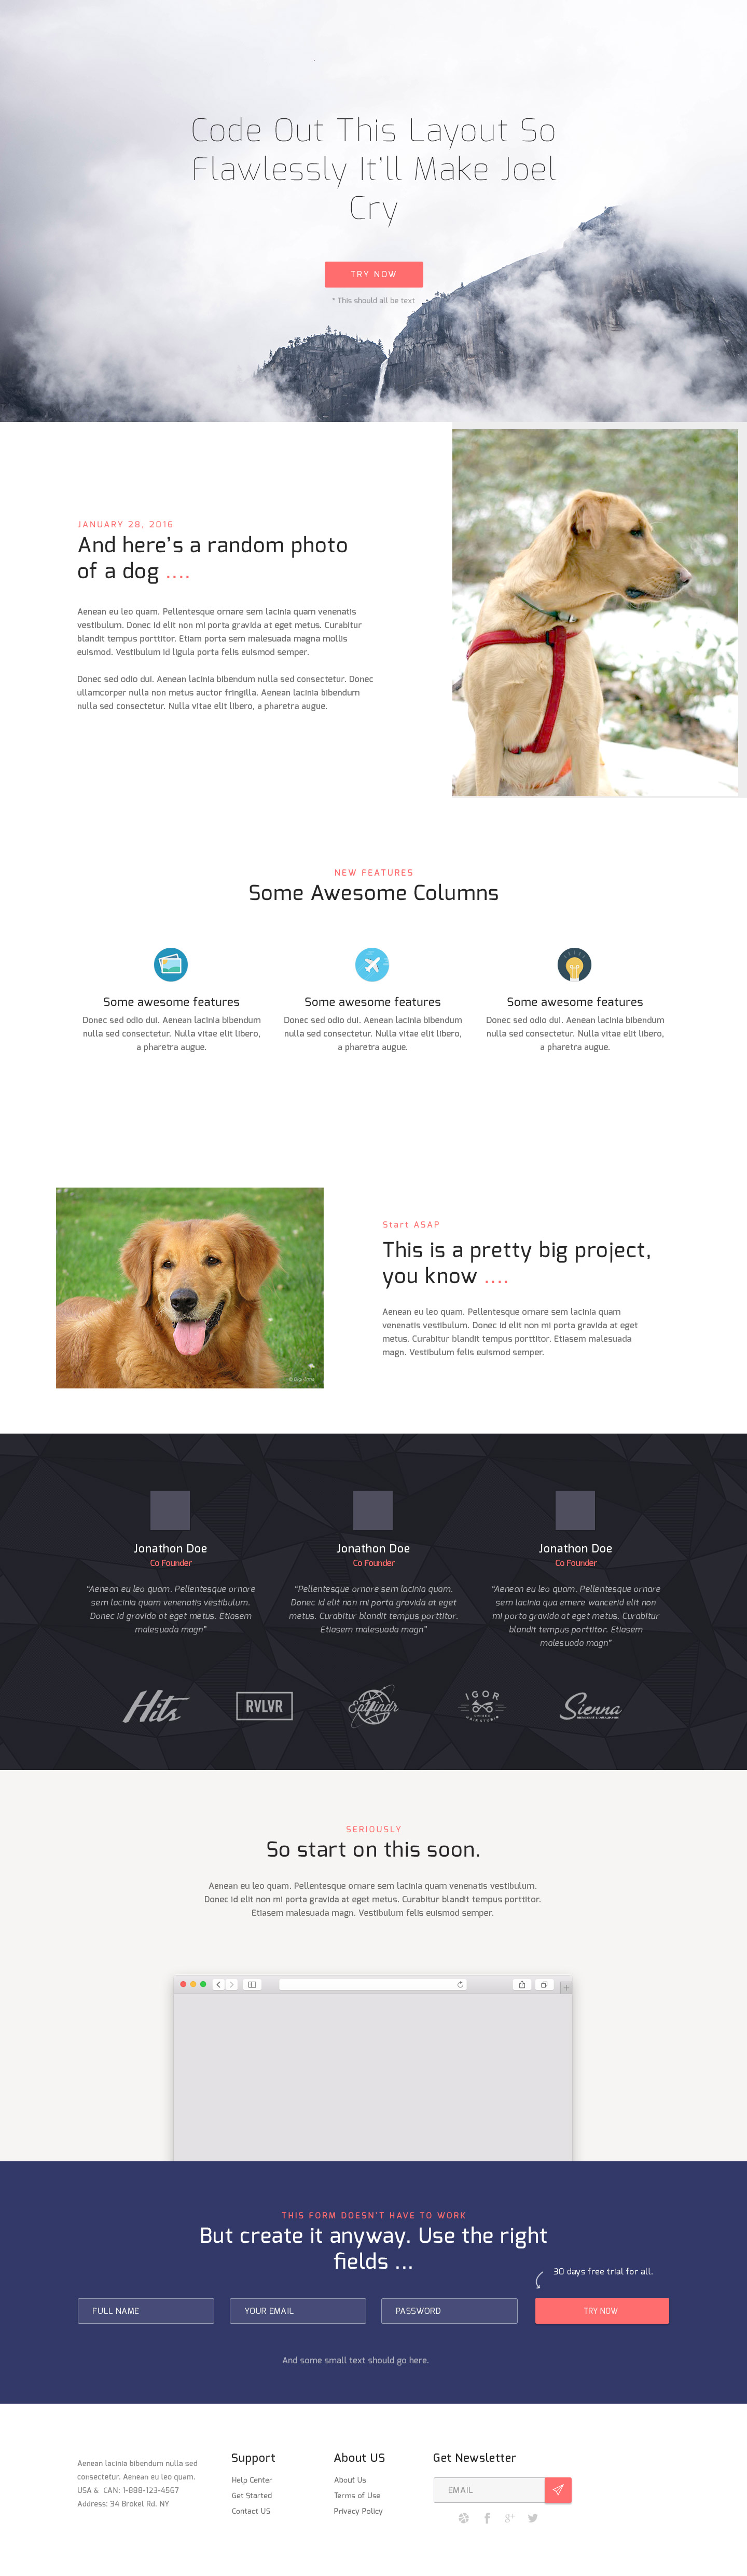 Code Out This Layout So
Flawlessly It'll Make Joel
Cry
TRY NOW
* This should all be text
JANUARY 28, 2016
And here's a random photo
of a dog ....
Aenean eu leo quam. Pellentesque ornare sem lacinia quam venenatis
vestibulum. Donec id elit non mi porta gravida at eget metus. Curabitur
blandit tempus porttitor. Etiam porta sem malesuada magna mollis
euismod. Vestibulum id ligula porta felis euismod semper.
Donec sed odio dui. Aenean lacinia bibendum nulla sed consectetur. Donec
ullamcorper nulla non metus auctor fringilla. Aenean lacinia bibendum
nulla sed consectetur. Nulla vitae elit libero, a pharetra augue.
NEW FEATURES
Some Awesome Columns
Some awesome features
Donec sed odio dui. Aenean lacinia bibendum
nulla sed consectetur. Nulla vitae elit libero,
a pharetra augue.
Some awesome features
Donec sed odio dui. Aenean lacinia bibendum
nulla sed consectetur. Nulla vitae elit libero,
a pharetra augue.
Some awesome features
Donec sed odio dui. Aenean lacinia bibendum
nulla sed consectetur. Nulla vitae elit libero,
a pharetra augue.
Start ASAP
This is a pretty big project,
you know ....
Aenean eu leo quam. Pellentesque ornare sem lacinia quam
venenatis vestibulum. Donec id elit non mi porta gravida at eget
metus. Curabitur blandit tempus porttitor. Etiasem malesuada
magn. Vestibulum felis euismod semper.
Jonathon Doe
Co Founder
"Aenean eu leo quam. Pellentesque ornare
sem lacinia quam venenatis vestibulum.
Donec id gravida at eget metus. Etiasem
malesuada magn"
Jonathon Doe
Co Founder
"Pellentesque ornare sem lacinia quam.
Donec id elit non mi porta gravida at eget
metus. Curabitur blandit tempus porttitor.
Etiasem malesuada magn"
Jonathon Doe
Co Founder
"Aenean eu leo quam. Pellentesque ornare
sem lacinia qua emere wancerid elit non
mi porta gravida at eget metus. Curabitur
blandit tempus porttitor. Etiasem
malesuada magn"
Hits
RVLVR
Eatfindr
IGOR
UNISEX
HAIR STUDIO
Sienna
SERIOUSLY
So start on this soon.
Aenean eu leo quam. Pellentesque ornare sem lacinia quam venenatis vestibulum.
Donec id elit non mi porta gravida at eget metus. Curabitur blandit tempus porttitor.
Etiasem malesuada magn. Vestibulum felis euismod semper.
THIS FORM DOESN'T HAVE TO WORK
But create it anyway. Use the right
fields ...
30 days free trial for all.
FULL NAME
YOUR EMAIL
PASSWORD
TRY NOW
And some small text should go here.
Aenean lacinia bibendum nulla sed
consectetur. Aenean eu leo quam.
USA & CAN: 1-888-123-4567
Address: 34 Brokel Rd. NY
Support
Help Center
Get Started
Contact US
About US
About Us
Terms of Use
Privacy Policy
Get Newsletter
EMAIL